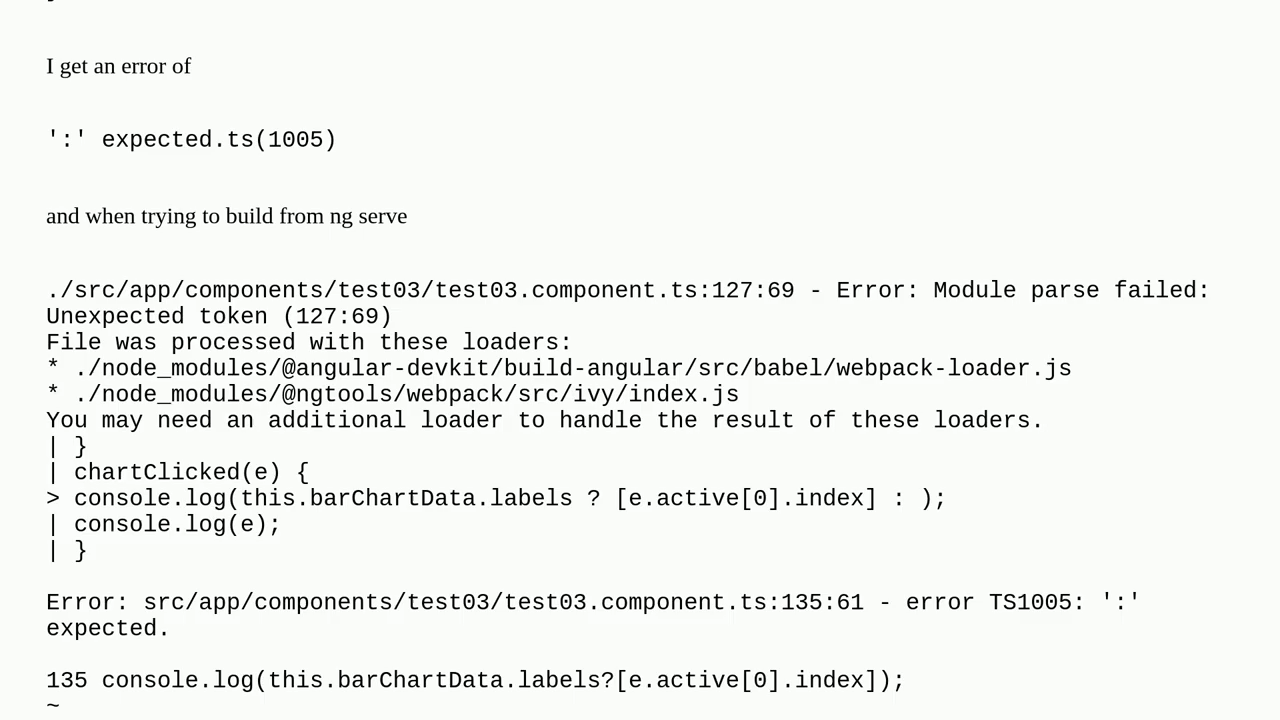 I get an error of
':' expected.ts(1005)
and when trying to build from ng serve
./src/app/components/test03/test03.component.ts:127:69 - Error: Module parse failed:
Unexpected token (127:69)
File was processed with these loaders:
* ./node_modules/@angular-devkit/build-angular/src/babel/webpack-loader.js
* ./node_modules/@ngtools/webpack/src/ivy/index.js
You may need an additional loader to handle the result of these loaders.
| }
| chartClicked(e) {
> console.log(this.barChartData.labels ? [e.active[0].index] : );
| console.log(e);
| }
Error: src/app/components/test03/test03.component.ts:135:61 - error TS1005: ':'
expected.
135 console.log(this.barChartData.labels?[e.active[0].index]);
~